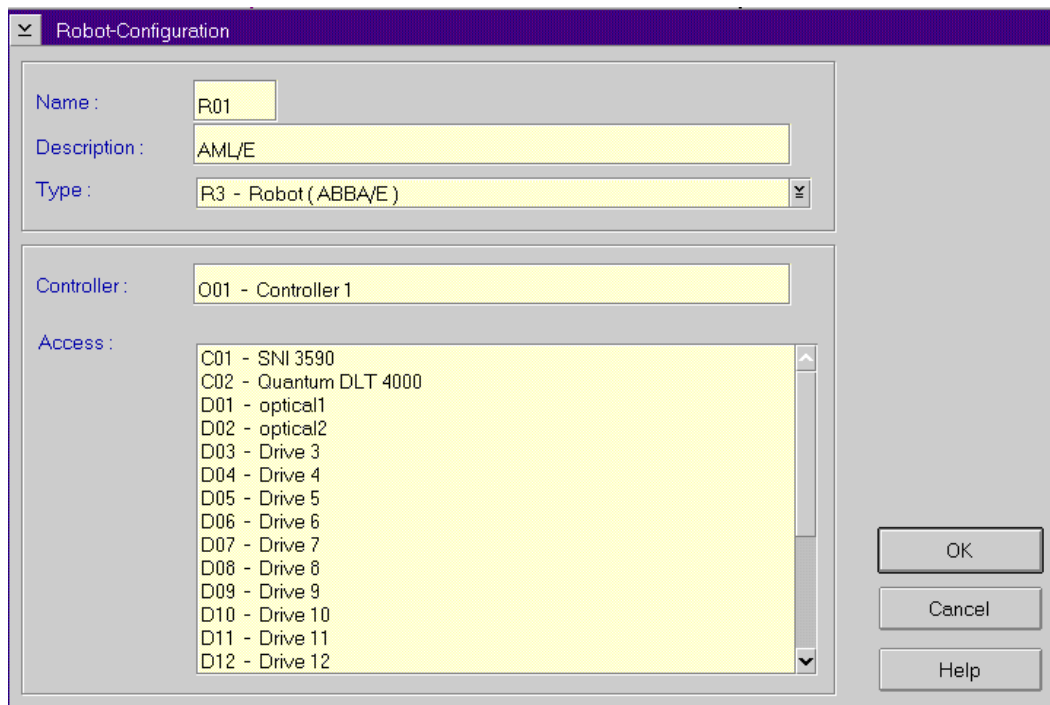 Robot-Configuration
Name :
R01
Description :
AML/E
Type :
R3 - Robot ( ABBA/E )
Controller :
O01 - Controller 1
Access :
C01 - SNI 3590
C02 - Quantum DLT 4000
D01 - optical1
D02 - optical2
D03 - Drive 3
D04 - Drive 4
D05 - Drive 5
D06 - Drive 6
D07 - Drive 7
D08 - Drive 8
D09 - Drive 9
D10 - Drive 10
D11 - Drive 11
D12 - Drive 12
OK
Cancel
Help